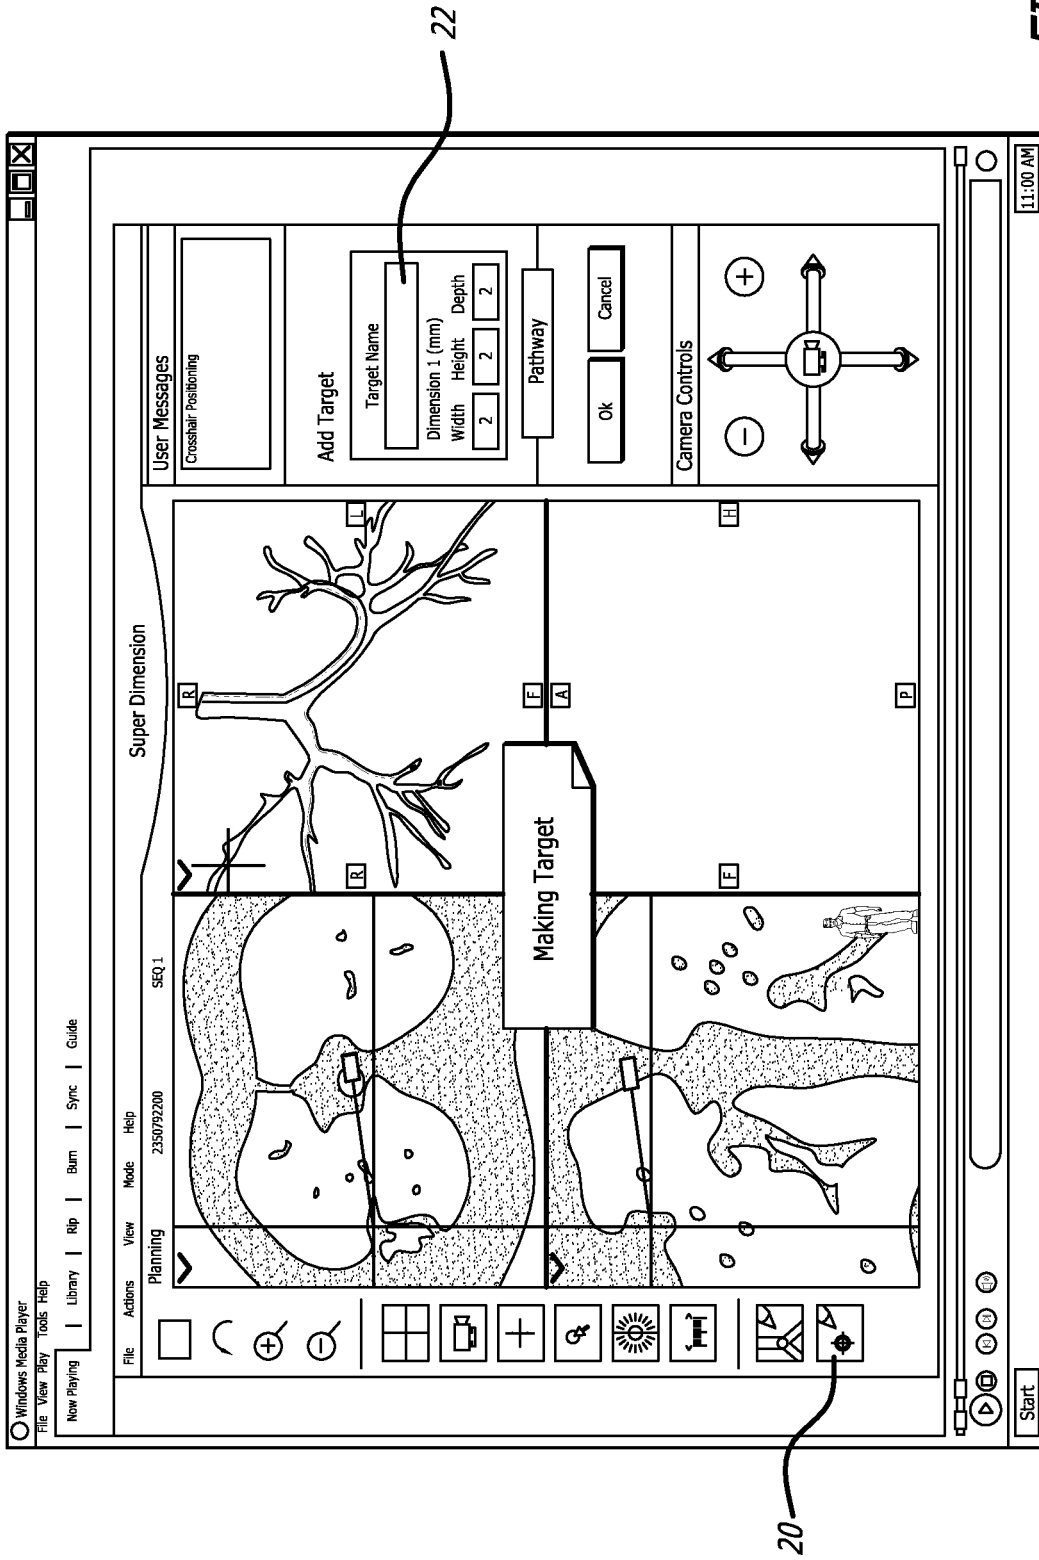 Windows Media Player
File View Play Tools Help
Now Playing | Library | Rip | Burn | Sync | Guide
Super Dimension
File Actions View Mode Help
Planning 2350792200 SEQ 1
User Messages
Crosshair Positioning
R
R
L
F
A
F
H
P
Making Target
Add Target
Target Name
Dimension 1 (mm)
Width Height Depth
2 2 2
Pathway
Ok Cancel
Camera Controls
Start
11:00 AM
20
22